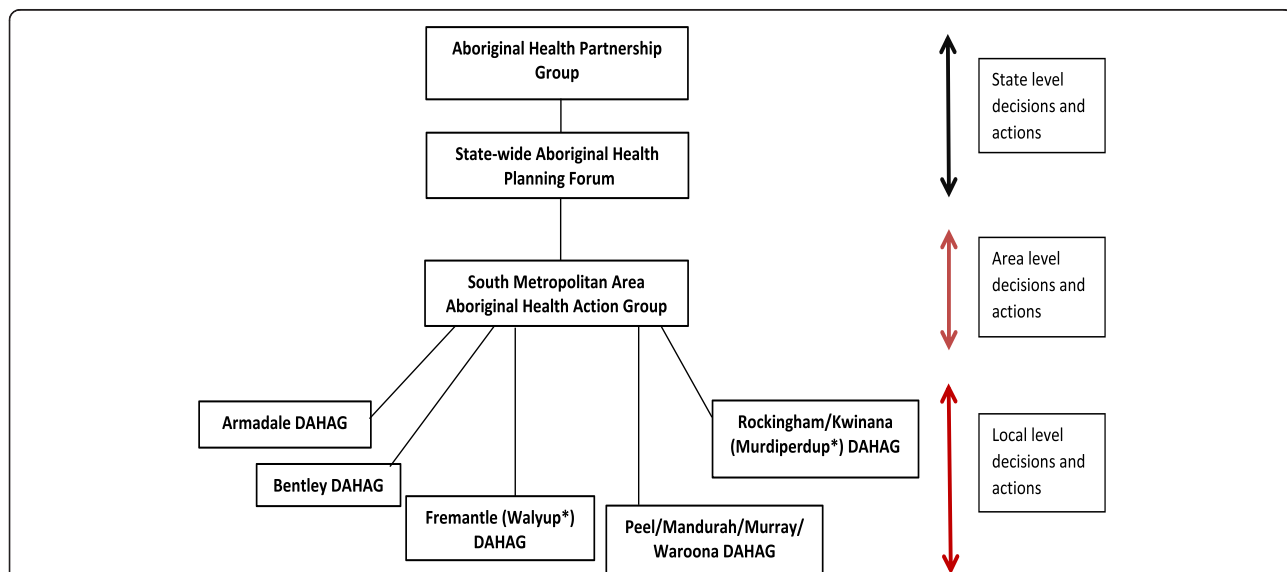 Aboriginal Health Partnership
Group
State level
decisions and
actions
State-wide Aboriginal Health
Planning Forum
South Metropolitan Area
Aboriginal Health Action Group
Area level
decisions and
actions
Armadale DAHAG
Rockingham/Kwinana
(Murdiperdup*) DAHAG
Local level
decisions and
actions
Bentley DAHAG
Fremantle (Walyup*)
DAHAG
Peel/Mandurah/Murray/
Waroona DAHAG